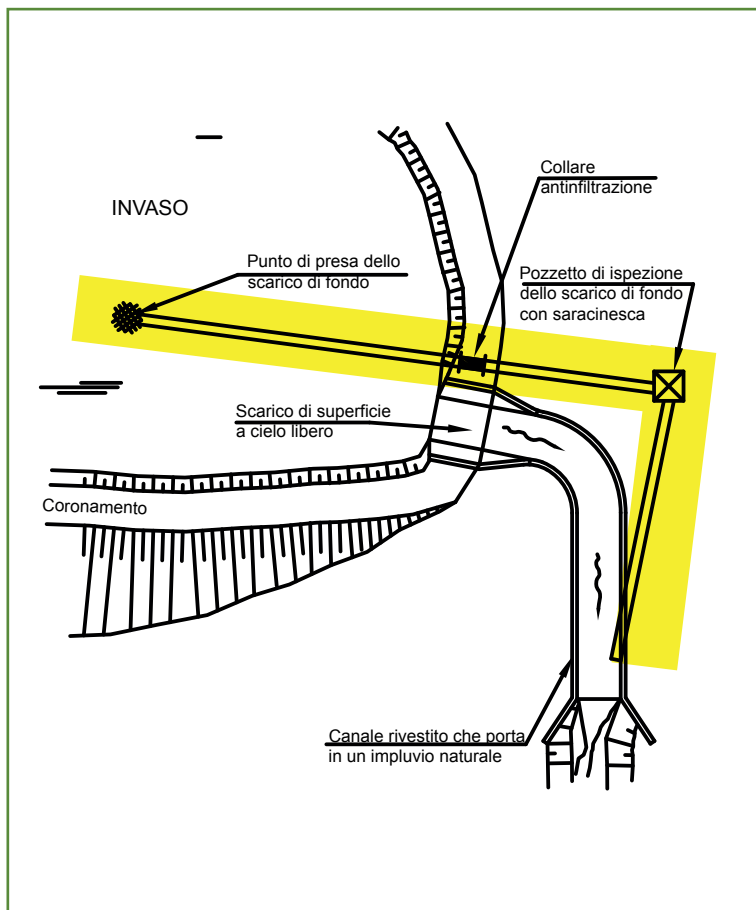 INVASO
Collare
antinfiltrazione
Punto di presa dello
scarico di fondo
Pozzetto di ispezione
dello scarico di fondo
con saracinesca
Scarico di superficie
a cielo libero
Coronamento
Canale rivestito che porta
in un impluvio naturale